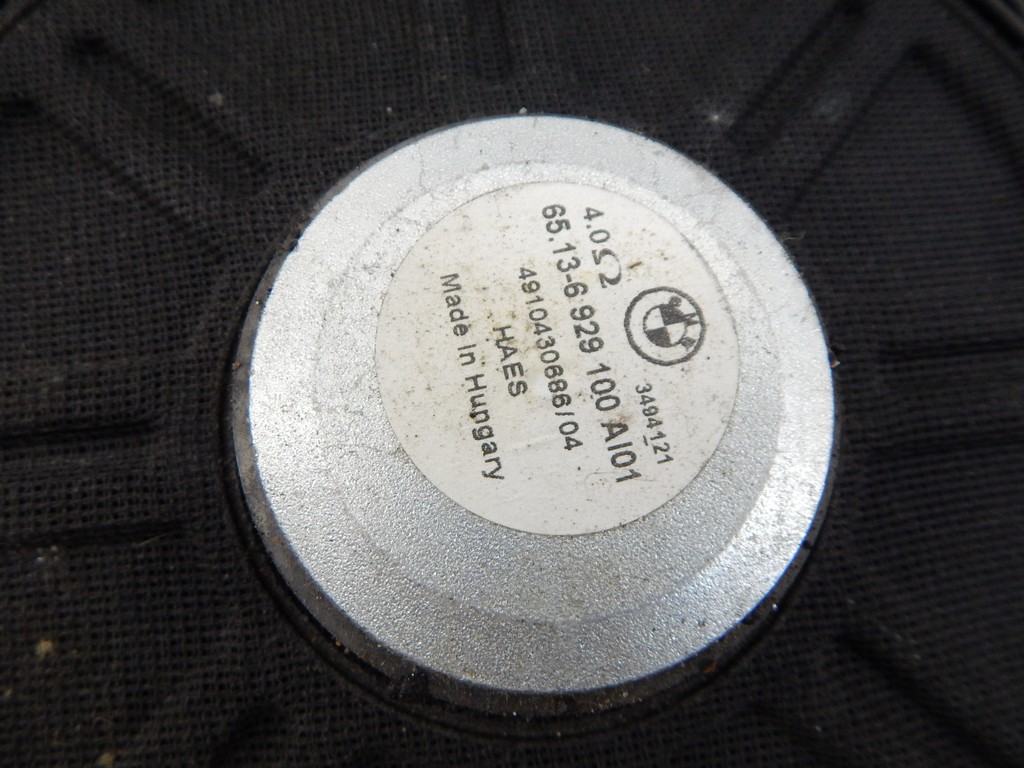 4.0Ω
3494121
65.13-6 929 100 AI01
4910430686/04
HAES
Made in Hungary